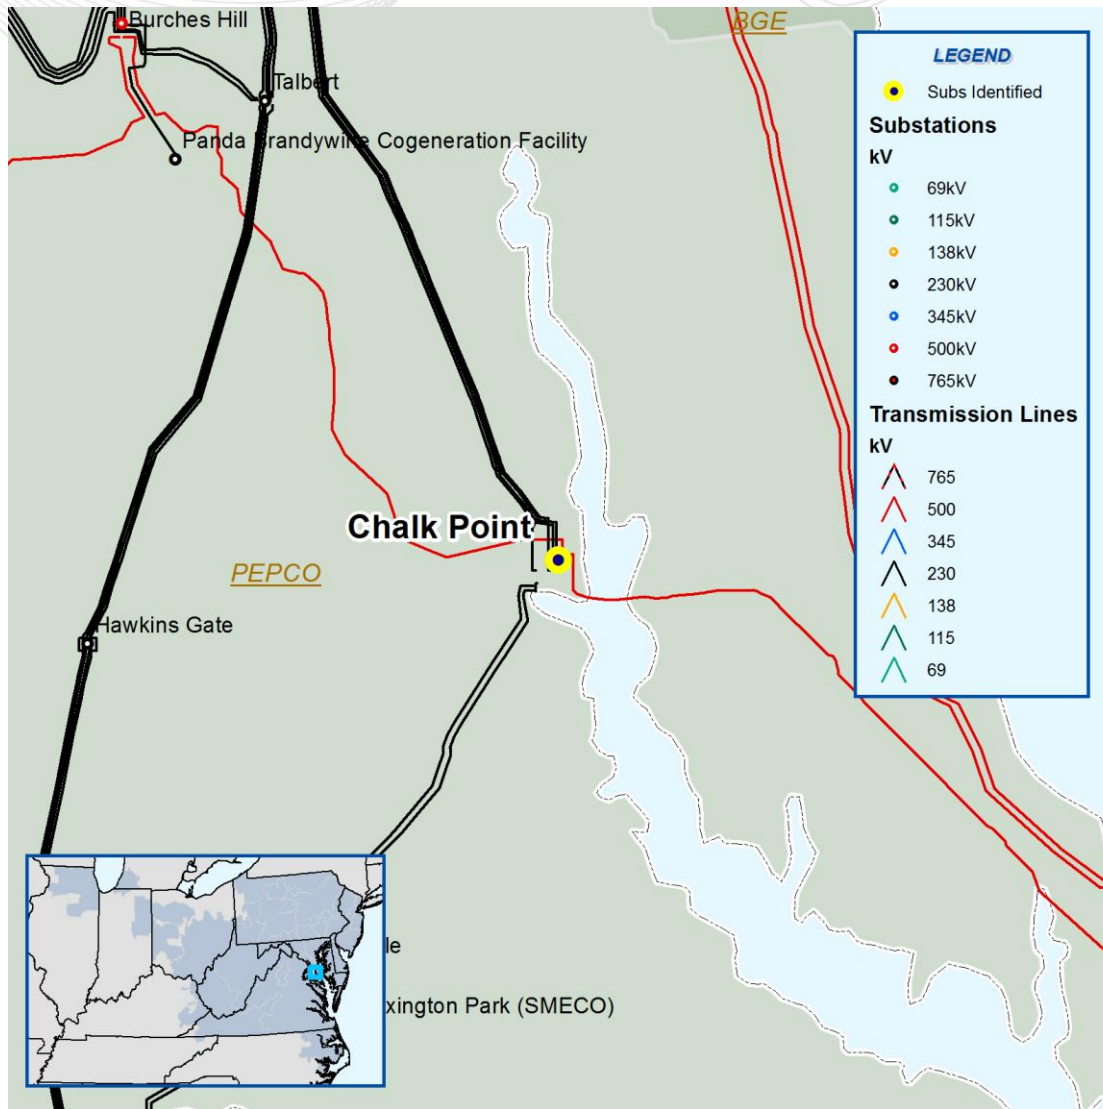 Burches Hill
BGE
Talbert
Panda Brandywine Cogeneration Facility
Chalk Point
PEPCO
Hawkins Gate
le
xington Park (SMECO)
LEGEND
Subs Identified
Substations
kV
69kV
115kV
138kV
230kV
345kV
500kV
765kV
Transmission Lines
kV
765
500
345
230
138
115
69